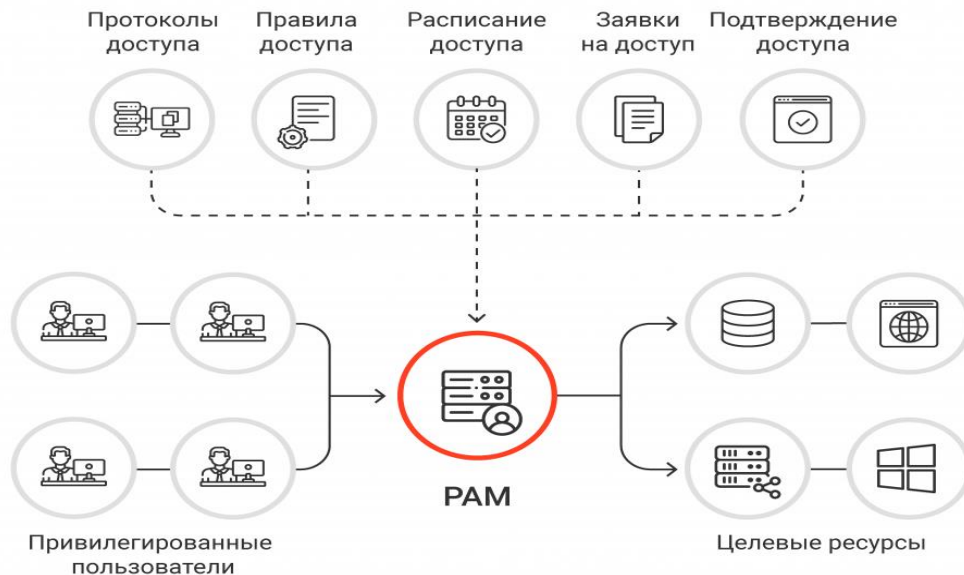 Протоколы доступа
Правила доступа
Расписание доступа
Заявки на доступ
Подтверждение доступа
PAM
Привилегированные
пользователи
Целевые ресурсы